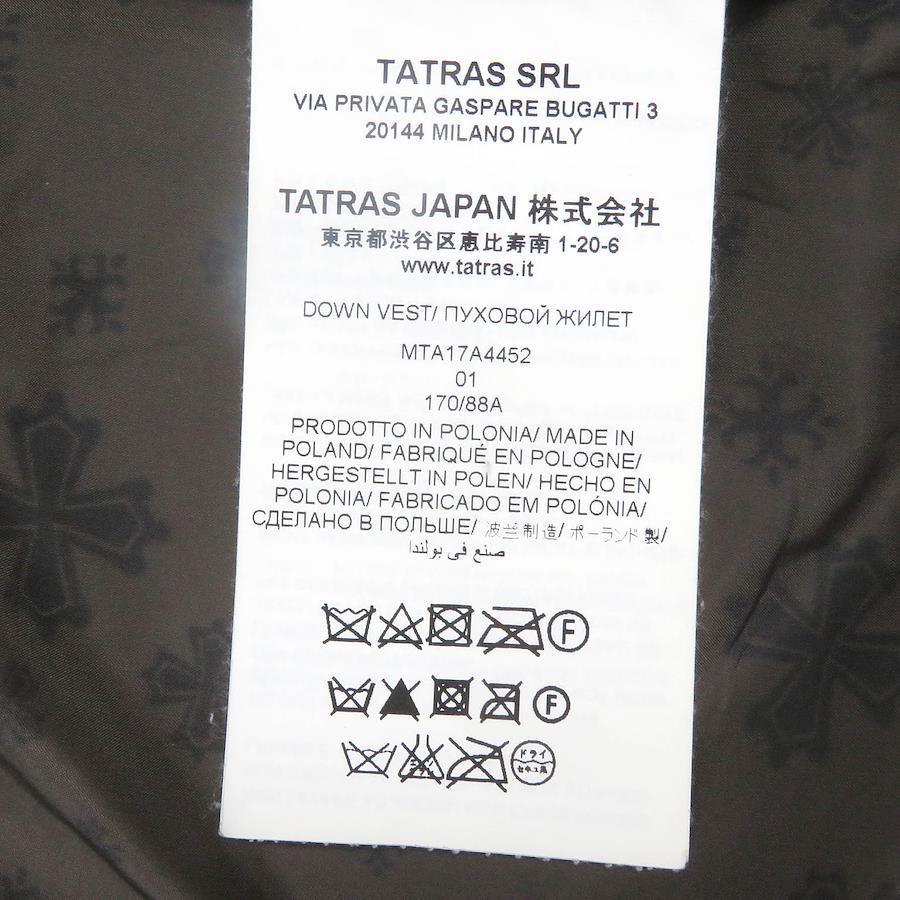 TATRAS SRL
VIA PRIVATA GASPARE BUGATTI 3
20144 MILANO ITALY
TATRAS JAPAN 株式会社
東京都渋谷区恵比寿南 1-20-6
www.tatras.it
DOWN VEST/ ПУХОВОЙ ЖИЛЕТ
MTA17A4452
01
170/88A
PRODOTTO IN POLONIA/ MADE IN
POLAND/ FABRIQUÉ EN POLOGNE/
HERGESTELLT IN POLEN/ HECHO EN
POLONIA/ FABRICADO EM POLÓNIA/
СДЕЛАНО В ПОЛЬШЕ/ 波兰制造/ ポーランド製/
صنع في بولندا
F
F
ドライ
セキユ系